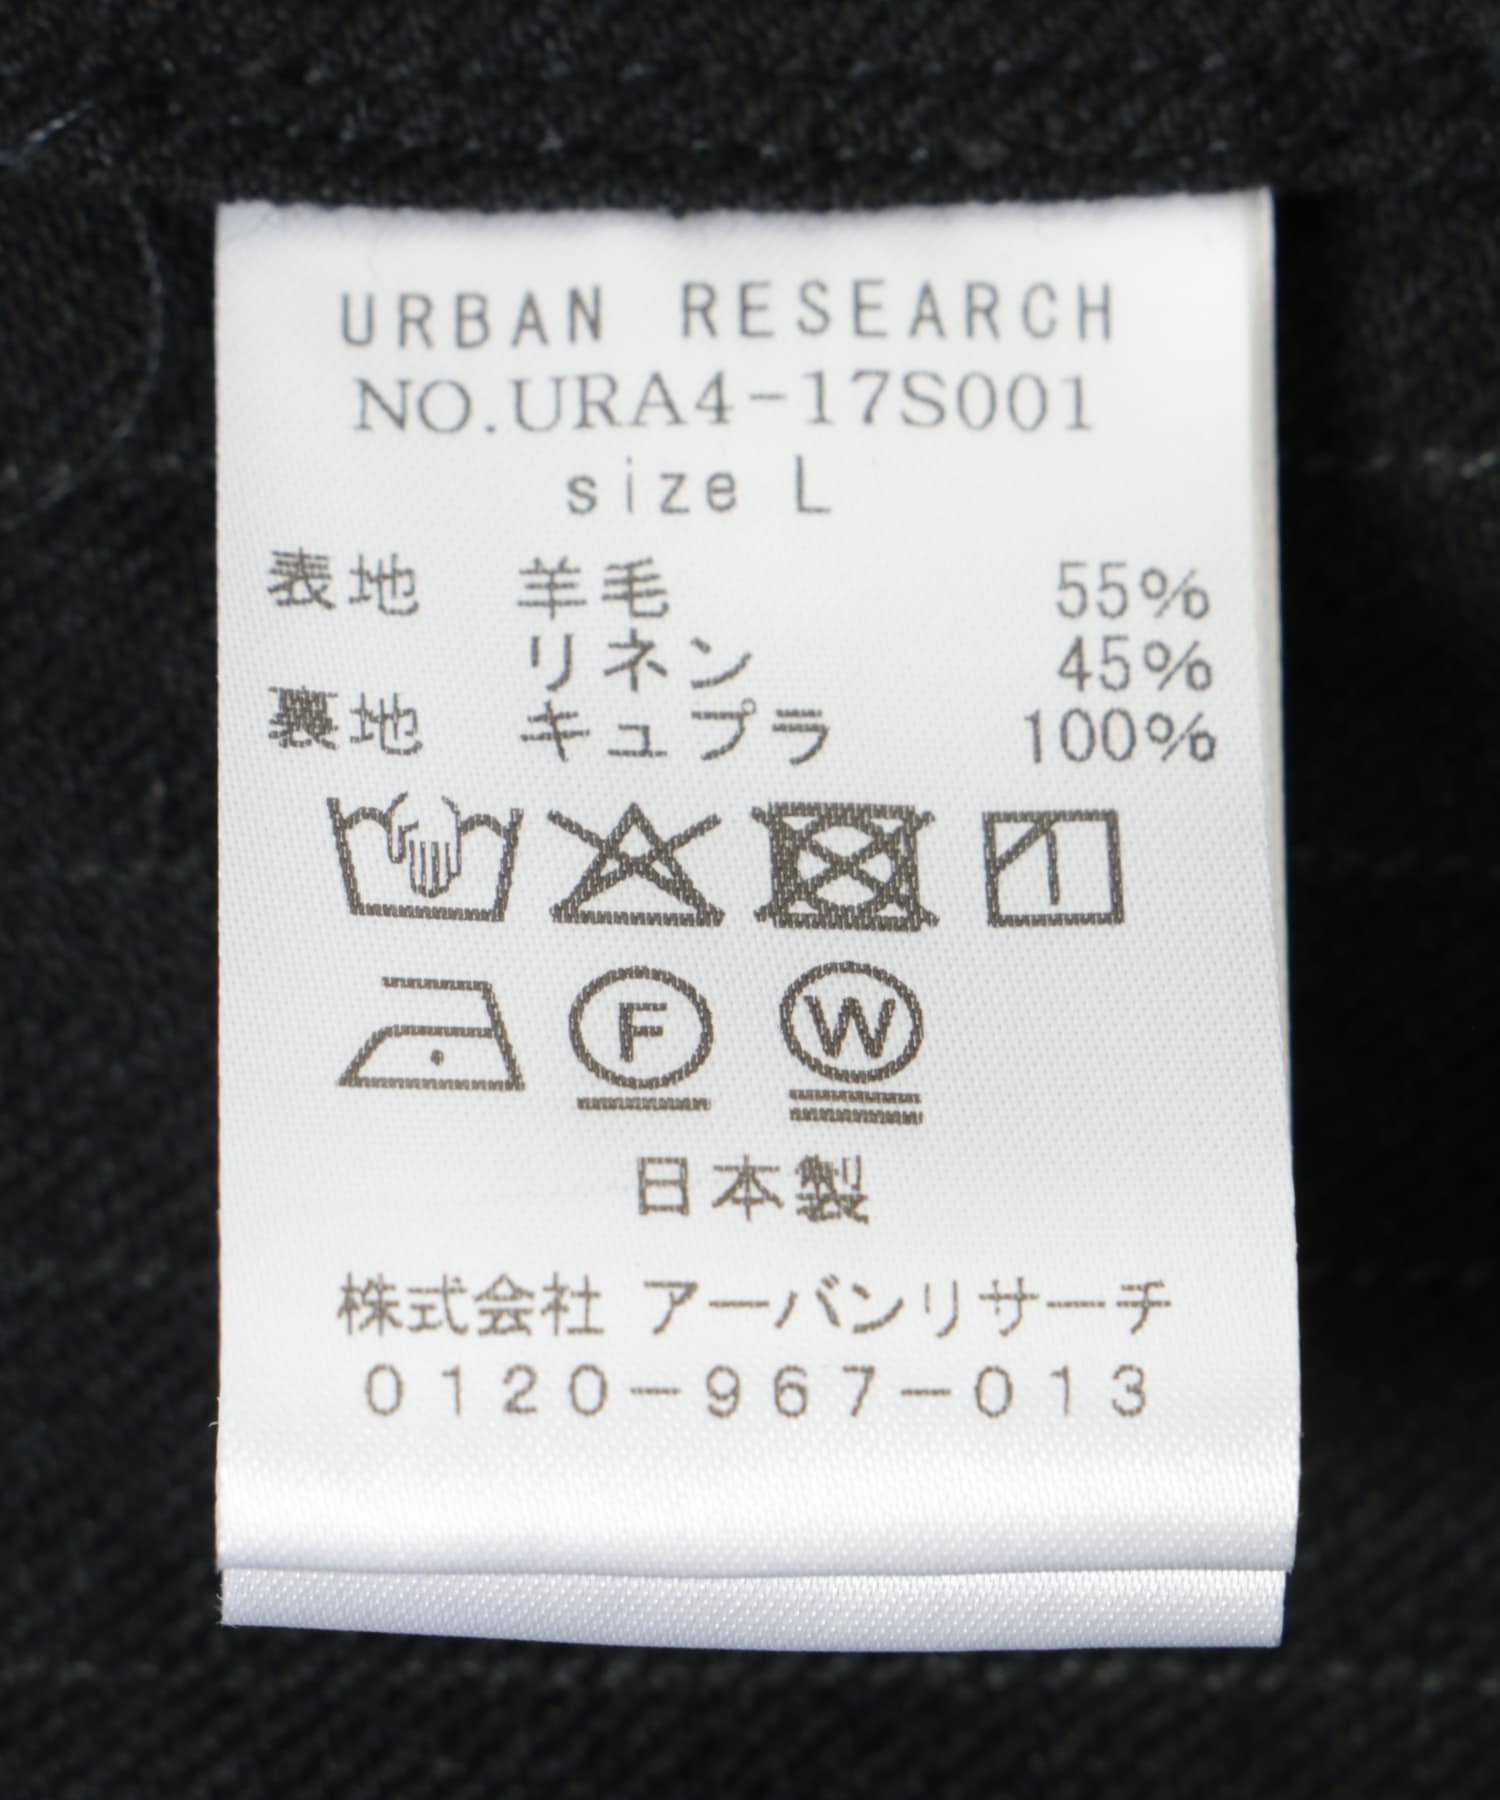 URBAN RESEARCH
NO.URA4-17S001
size L
表地 羊毛 55%
リネン 45%
裏地 キュプラ 100%
F W
日本製
株式会社 アーバンリサーチ
0120-967-013